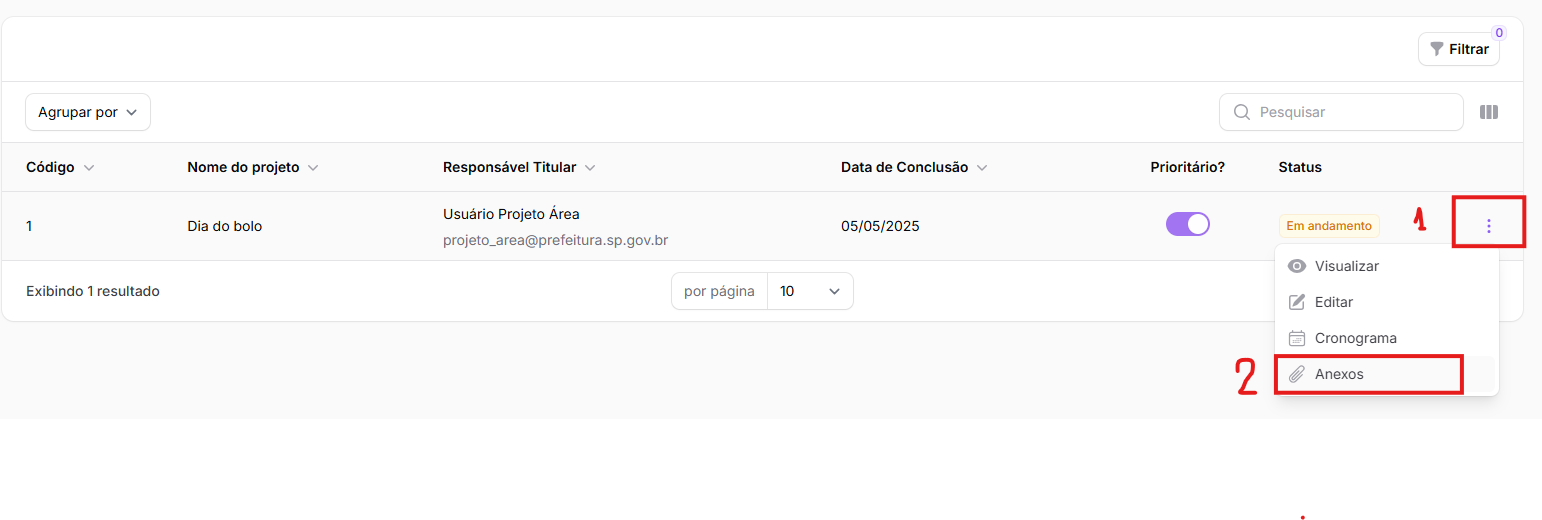 0
Filtrar
Agrupar por
Pesquisar
Código
Nome do projeto
Responsável Titular
Data de Conclusão
Prioritário?
Status
1
Dia do bolo
Usuário Projeto Área
projeto_area@prefeitura.sp.gov.br
05/05/2025
Em andamento
1
Visualizar
Editar
Cronograma
2
Anexos
Exibindo 1 resultado
por página
10